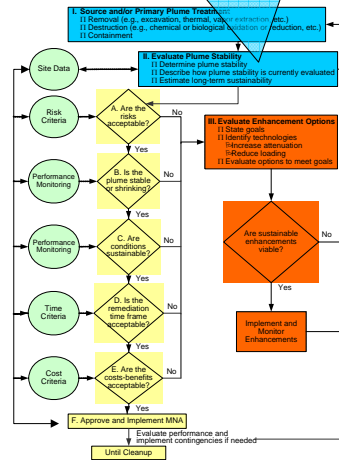 I. Source and/or Primary Plume Treatment
Π Removal (e.g., excavation, thermal, vapor extraction, etc.)
Π Destruction (e.g., chemical or biological oxidation or reduction, etc.)
Π Containment
II. Evaluate Plume Stability
Π Determine plume stability
Π Describe how plume stability is currently evaluated
Π Estimate long-term sustainability
Site Data
Risk
Criteria
A. Are the
risks
acceptable?
No
Yes
III. Evaluate Enhancement Options
Π State goals
Π Identify technologies
Increase attenuation
Reduce loading
Π Evaluate options to meet goals
Performance
Monitoring
B. Is the
plume stable
or shrinking?
No
Yes
Performance
Monitoring
C. Are
conditions
sustainable?
No
Yes
Are sustainable
enhancements
viable?
No
Yes
Time
Criteria
D. Is the
remediation
time frame
acceptable?
No
Yes
Implement and
Monitor
Enhancements
Cost
Criteria
E. Are the
costs-benefits
acceptable?
No
Yes
F. Approve and Implement MNA
Evaluate performance and
implement contingencies if needed
Until Cleanup